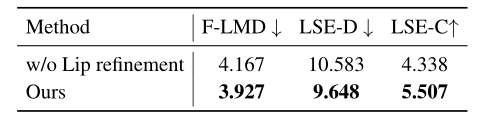 Method F-LMD ↓ LSE-D ↓ LSE-C↑
w/o Lip refinement 4.167 10.583 4.338
Ours 3.927 9.648 5.507